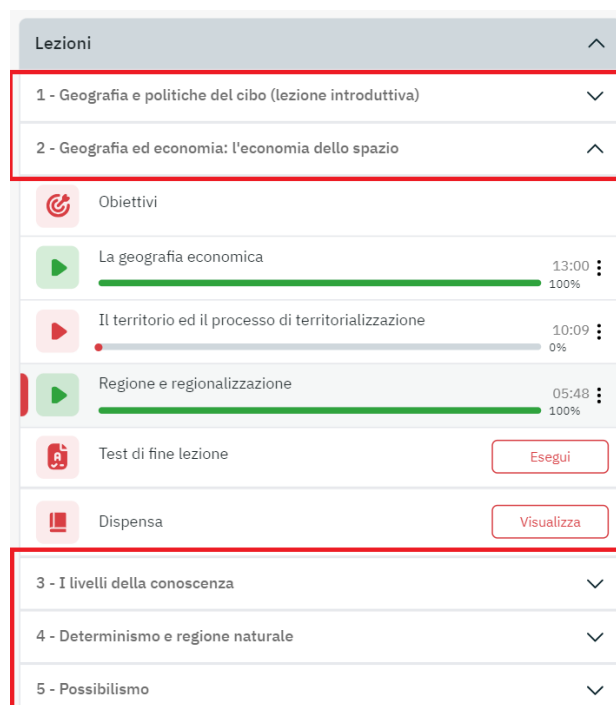 Lezioni
1 - Geografia e politiche del cibo (lezione introduttiva)
2 - Geografia ed economia: l'economia dello spazio
Obiettivi
La geografia economica
13:00
100%
Il territorio ed il processo di territorializzazione
10:09
0%
Regione e regionalizzazione
05:48
100%
Test di fine lezione
Esegui
Dispensa
Visualizza
3 - I livelli della conoscenza
4 - Determinismo e regione naturale
5 - Possibilismo